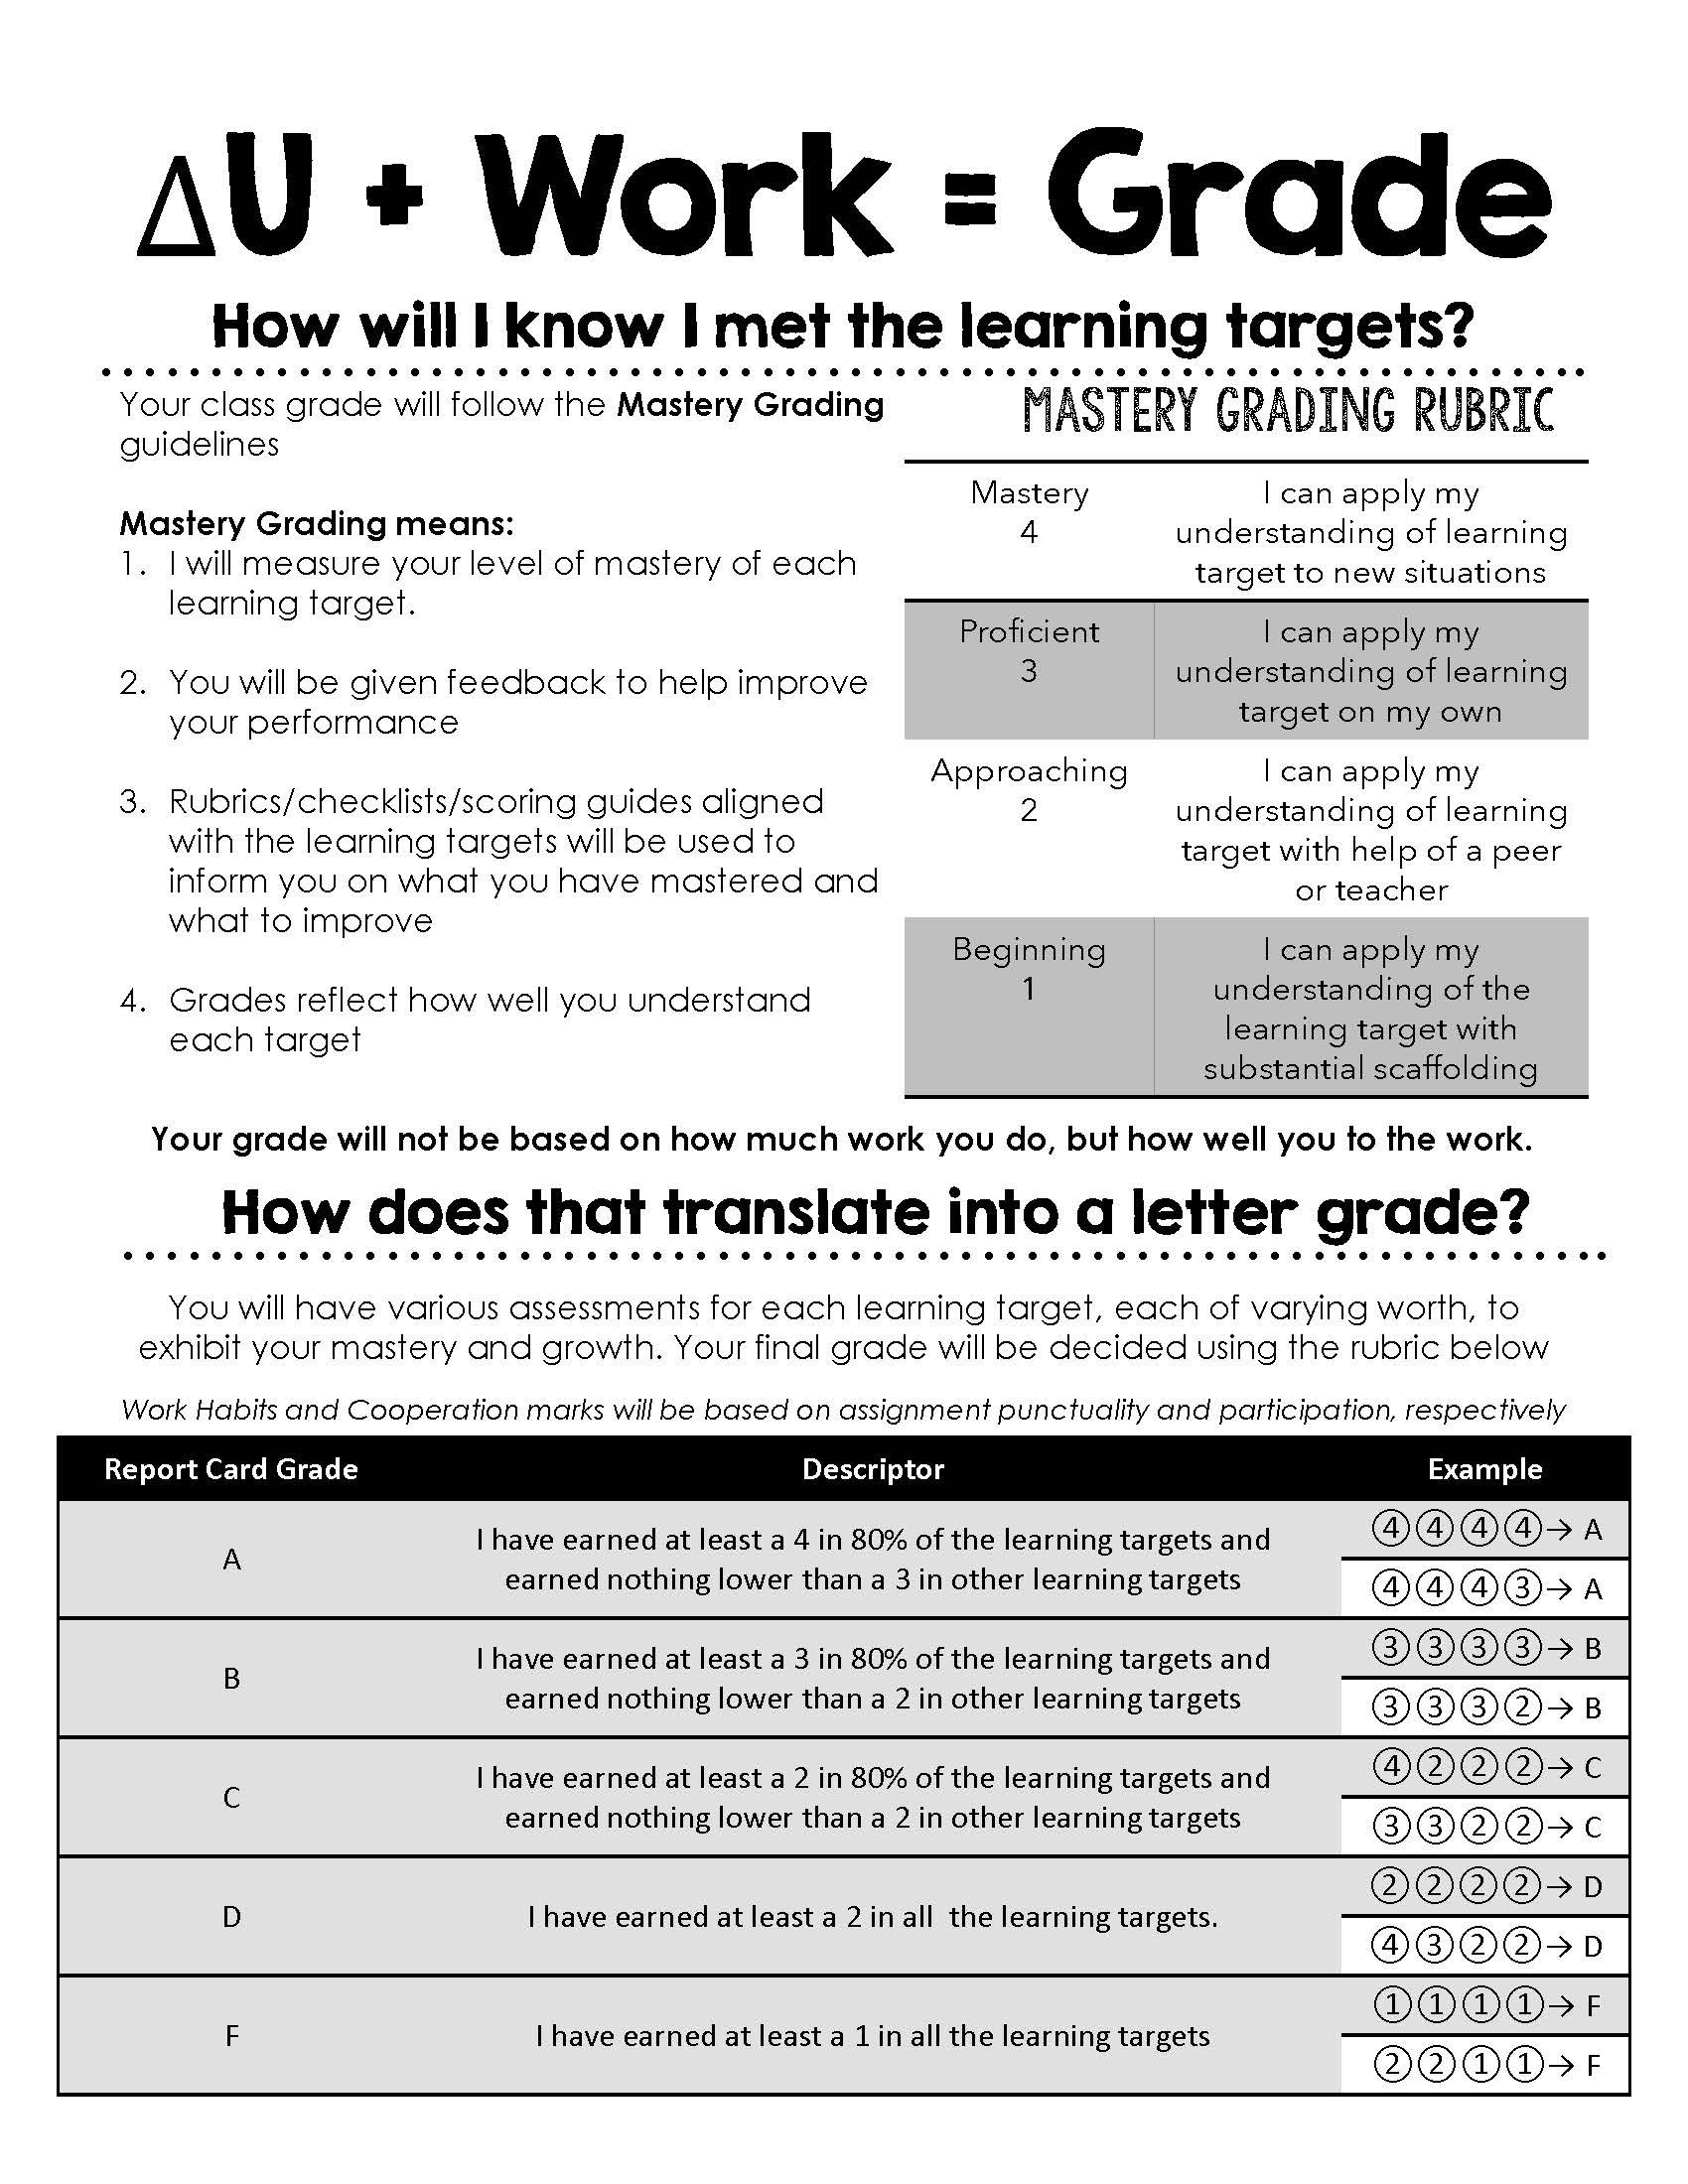 ΔU + Work = Grade
How will I know I met the learning targets?
Your class grade will follow the Mastery Grading
guidelines
Mastery Grading means:
1. I will measure your level of mastery of each
learning target.
2. You will be given feedback to help improve
your performance
3. Rubrics/checklists/scoring guides aligned
with the learning targets will be used to
inform you on what you have mastered and
what to improve
4. Grades reflect how well you understand
each target
MASTERY GRADING RUBRIC
Mastery
4
I can apply my
understanding of learning
target to new situations
Proficient
3
I can apply my
understanding of learning
target on my own
Approaching
2
I can apply my
understanding of learning
target with help of a peer
or teacher
Beginning
1
I can apply my
understanding of the
learning target with
substantial scaffolding
Your grade will not be based on how much work you do, but how well you to the work.
How does that translate into a letter grade?
You will have various assessments for each learning target, each of varying worth, to
exhibit your mastery and growth. Your final grade will be decided using the rubric below
Work Habits and Cooperation marks will be based on assignment punctuality and participation, respectively
Report Card Grade Descriptor Example
A
I have earned at least a 4 in 80% of the learning targets and
earned nothing lower than a 3 in other learning targets
④④④④→ A
④④④③→ A
B
I have earned at least a 3 in 80% of the learning targets and
earned nothing lower than a 2 in other learning targets
③③③③→ B
③③③②→ B
C
I have earned at least a 2 in 80% of the learning targets and
earned nothing lower than a 2 in other learning targets
④②②②→ C
③③②②→ C
D
I have earned at least a 2 in all the learning targets.
②②②②→ D
④③②②→ D
F
I have earned at least a 1 in all the learning targets
①①①①→ F
②②①①→ F